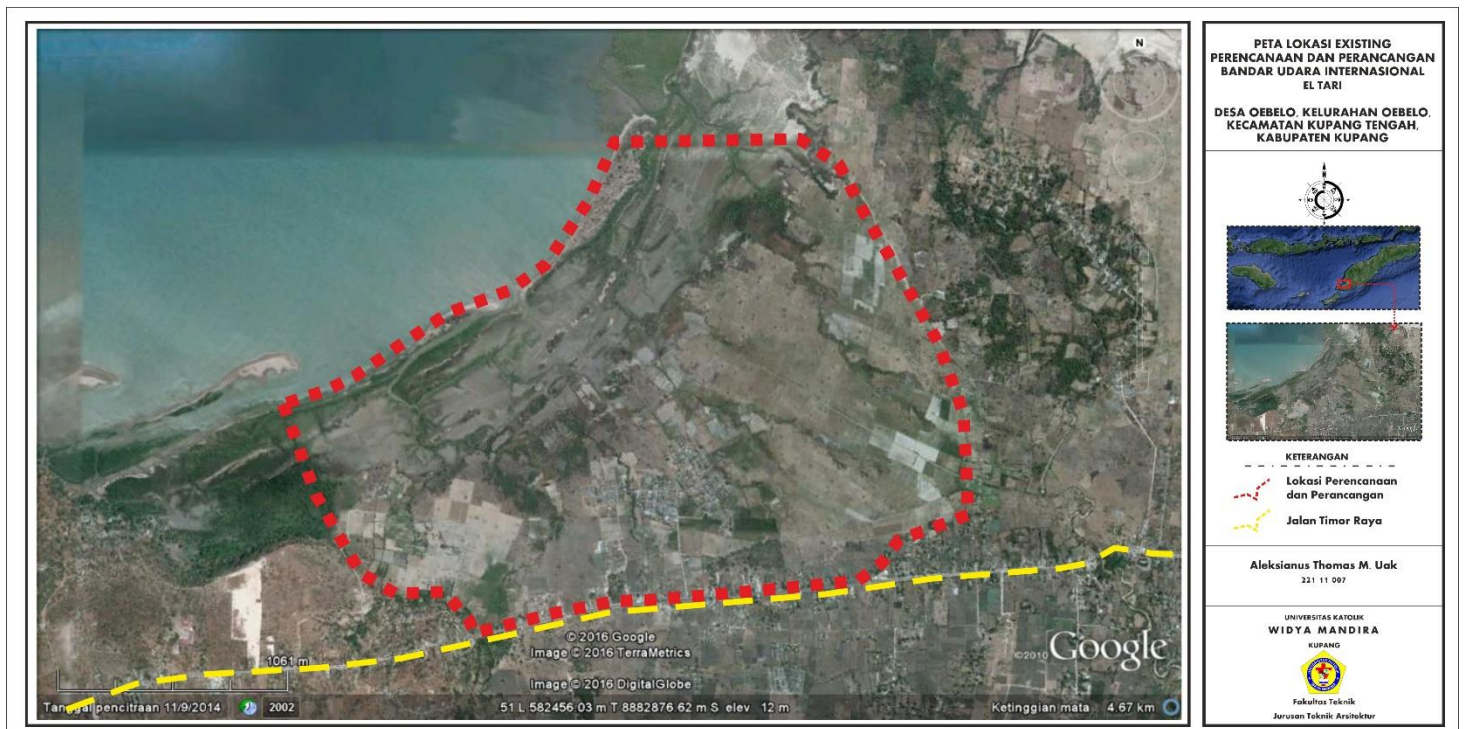 N
1061 m
© 2016 Google
Image © 2016 TerraMetrics
Image © 2016 DigitalGlobe
©2010 Google
Tanggal pencitraan 11/9/2014 2002 51 L 582456.03 m T 8882876.62 m S elev 12 m Ketinggian mata 4.67 km
PETA LOKASI EXISTING
PERENCANAAN DAN PERANCANGAN
BANDAR UDARA INTERNASIONAL
EL TARI
DESA OEBELO, KELURAHAN OEBELO,
KECAMATAN KUPANG TENGAH,
KABUPATEN KUPANG
KETERANGAN
Lokasi Perencanaan
dan Perancangan
Jalan Timor Raya
Aleksianus Thomas M. Uak
221 11 007
UNIVERSITAS KATOLIK
WIDYA MANDIRA
KUPANG
Fakultas Teknik
Jurusan Teknik Arsitektur